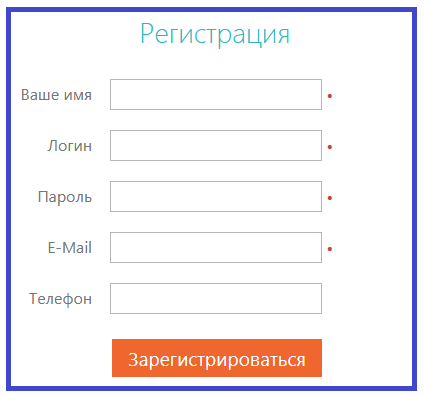 Регистрация
Ваше имя
Логин
Пароль
E-Mail
Телефон
Зарегистрироваться